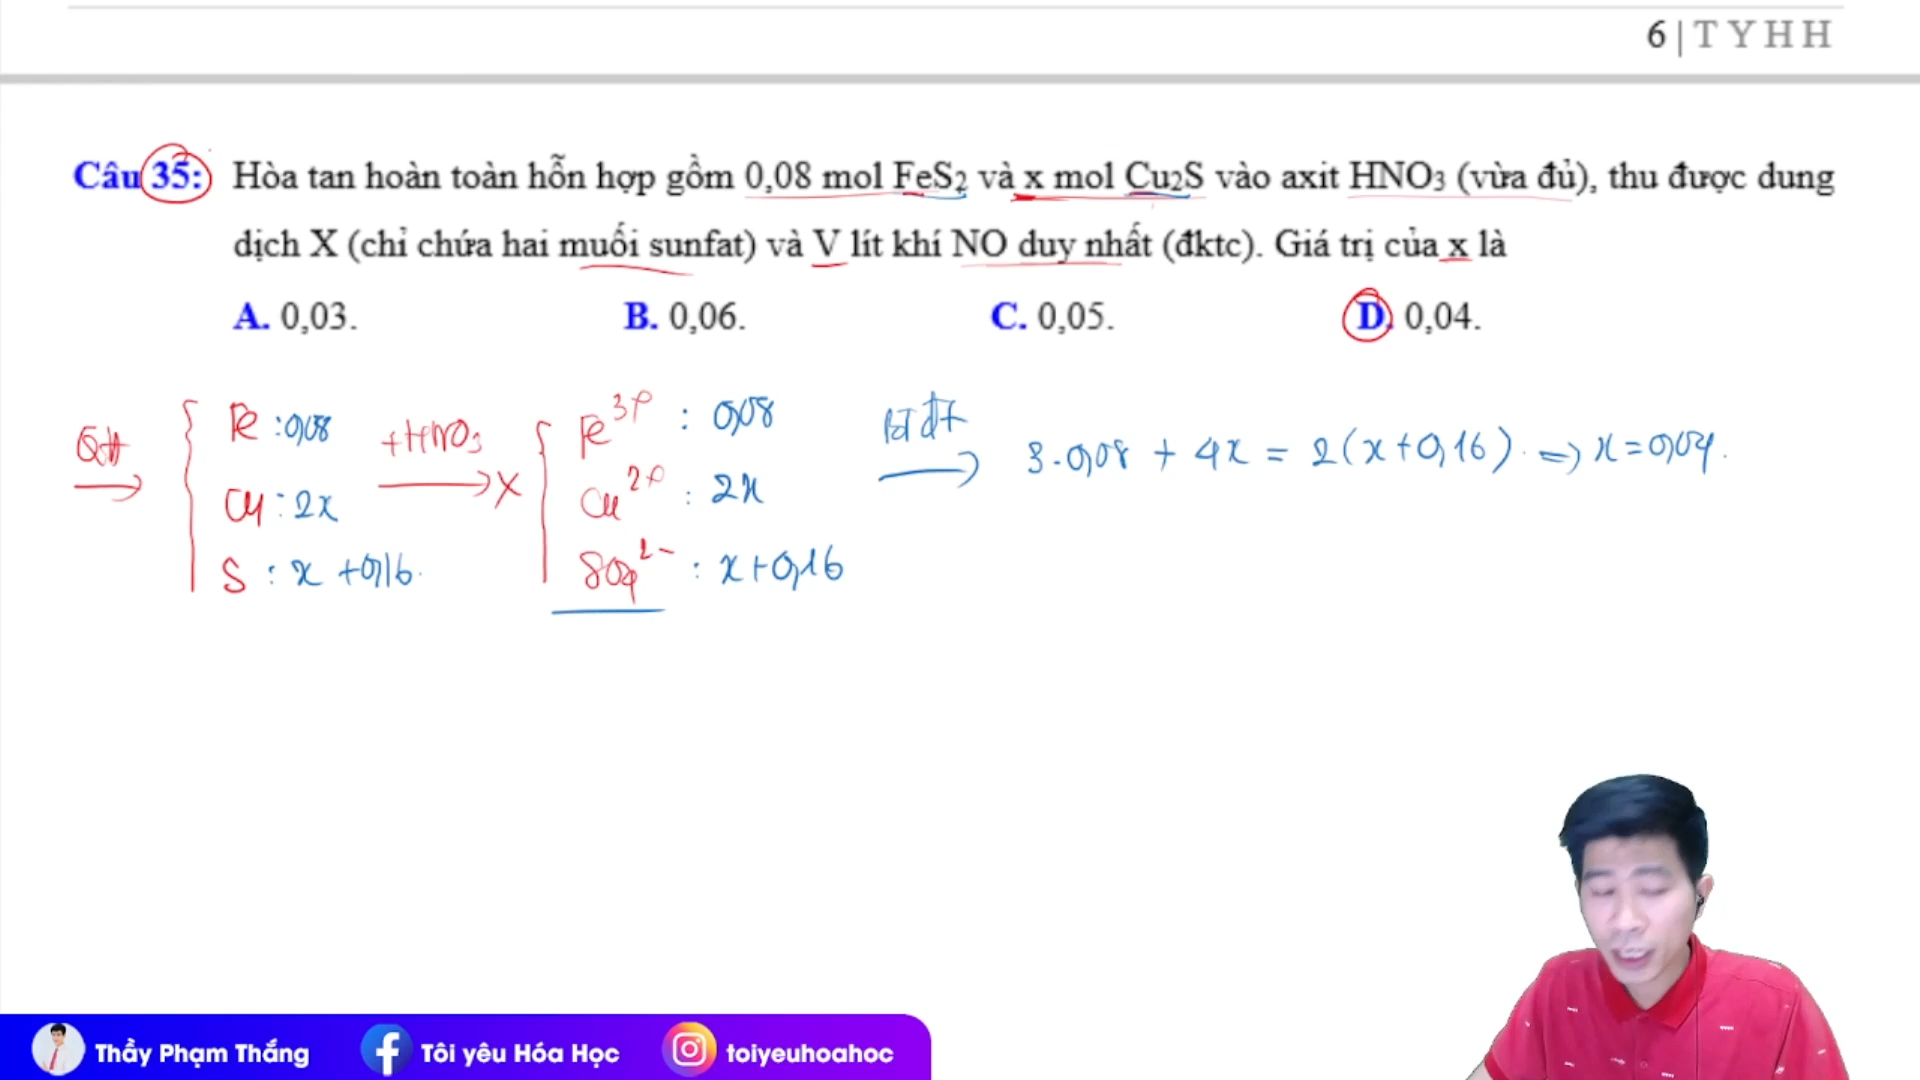 6 | T Y H H
Câu 35: Hòa tan hoàn toàn hỗn hợp gồm 0,08 mol FeS₂ và x mol Cu₂S vào axit HNO₃ (vừa đủ), thu được dung
dịch X (chỉ chứa hai muối sunfat) và V lít khí NO duy nhất (đktc). Giá trị của x là
A. 0,03. B. 0,06. C. 0,05. D. 0,04.
QĐ Fe : 0,08 +HNO₃ X Fe³⁺ : 0,08 BTĐT 3.0,08 + 4x = 2(x+0,16) => x = 0,04.
Cu : 2x Cu²⁺ : 2x
S : x + 0,16. SO₄²⁻ : x + 0,16
Thầy Phạm Thắng Tôi yêu Hóa Học toiyeuhoahoc